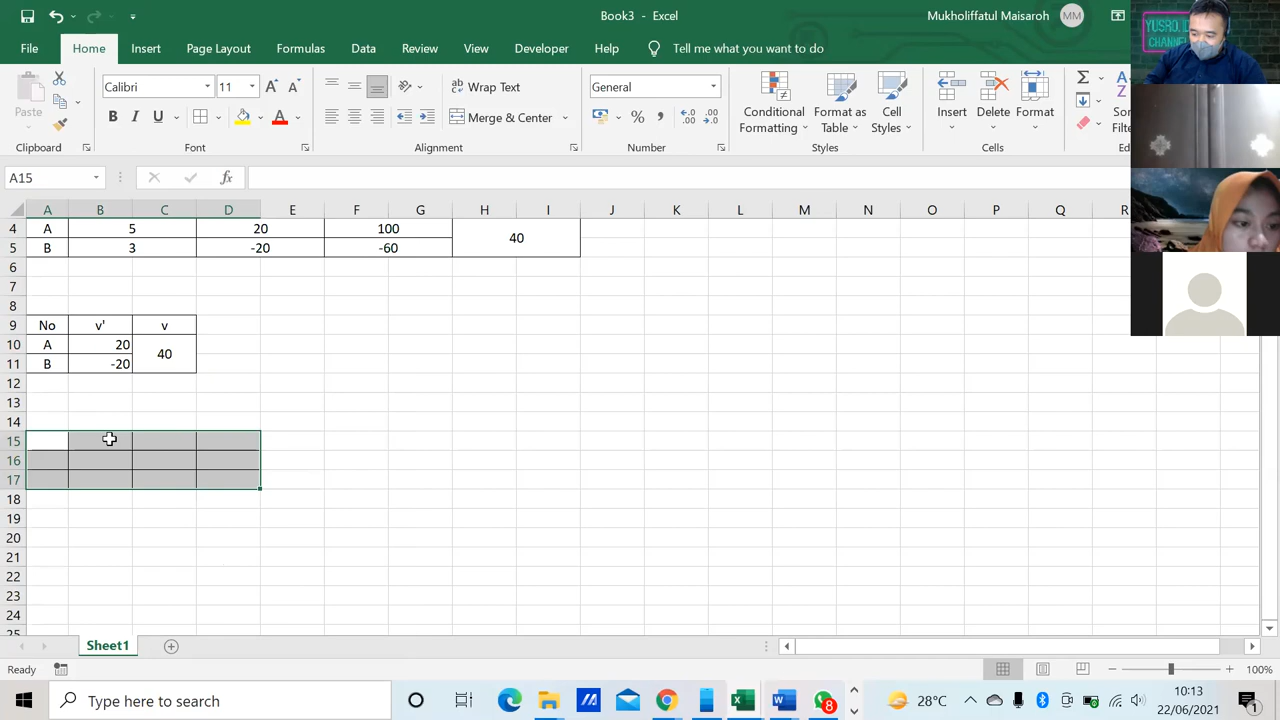 Book3 - Excel
Mukholiffatul Maisaroh
MM
YUSRO.ID
CHANNEL
File Home Insert Page Layout Formulas Data Review View Developer Help Tell me what you want to do
Paste
Clipboard
Calibri 11
B I U
Font
Wrap Text
Merge & Center
Alignment
General
Number
Conditional Formatting
Format as Table
Cell Styles
Styles
Insert Delete Format
Cells
A15
fx
A B C D E F G H I J K L M N O P Q R
4 A 5 20 100
40
5 B 3 -20 -60
6
7
8
9 No v' v
10 A 20
40
11 B -20
12
13
14
15
16
17
18
19
20
21
22
23
24
25
Sheet1
Ready
100%
Type here to search
8
28°C
10:13
22/06/2021
1